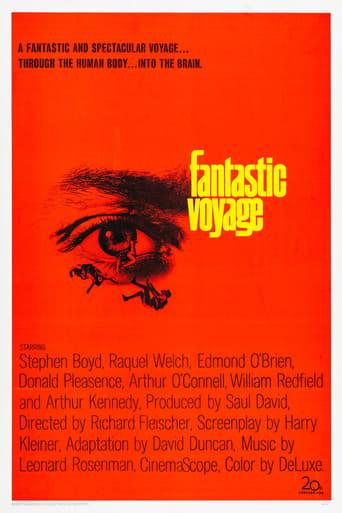 A FANTASTIC AND SPECTACULAR VOYAGE...
THROUGH THE HUMAN BODY...INTO THE BRAIN.
fantastic
voyage
STARRING
Stephen Boyd, Raquel Welch, Edmond O'Brien,
Donald Pleasence, Arthur O'Connell, William Redfield
and Arthur Kennedy, Produced by Saul David,
Directed by Richard Fleischer, Screenplay by Harry
Kleiner, Adaptation by David Duncan, Music by
Leonard Rosenman, CinemaScope, Color by DeLuxe.
20th
CENTURY-FOX